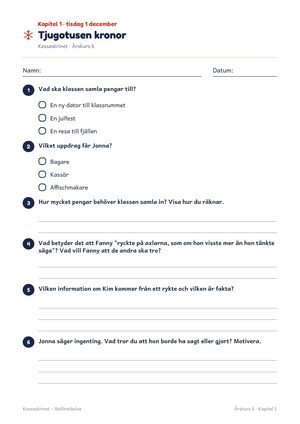 Kapitel 1 · tisdag 1 december
Tjugotusen kronor
Kassaskrinet · Årskurs 6
Namn:
Datum:
1 Vad ska klassen samla pengar till?
En ny dator till klassrummet
En julfest
En resa till fjällen
2 Vilket uppdrag får Jonna?
Bagare
Kassör
Affischmakare
3 Hur mycket pengar behöver klassen samla in? Visa hur du räknar.
4 Vad betyder det att Fanny "ryckte på axlarna, som om hon visste mer än hon tänkte
säga"? Vad vill Fanny att de andra ska tro?
5 Vilken information om Kim kommer från ett rykte och vilken är fakta?
6 Jonna säger ingenting. Vad tror du att hon borde ha sagt eller gjort? Motivera.
Kassaskrinet – läsförståelse
Årskurs 6 · Kapitel 1